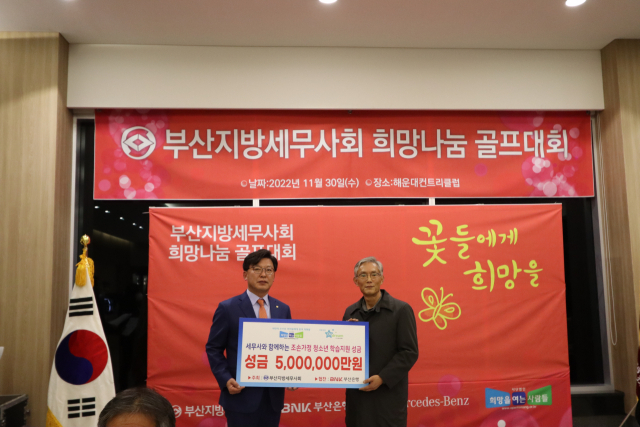 부산지방세무사회 희망나눔 골프대회
날짜:2022년 11월 30일(수) 장소:해운대컨트리클럽
부산지방세무사회
희망나눔 골프대회
꽃들에게
희망을
세무사와 함께하는 조손가정 청소년 학습지원 성금
성금 5,000,000만원
부산지방세무사회 BNK 부산은행
부산지방세무 BNK 부산은행 rcedes-Benz
희망을 여는 사람들